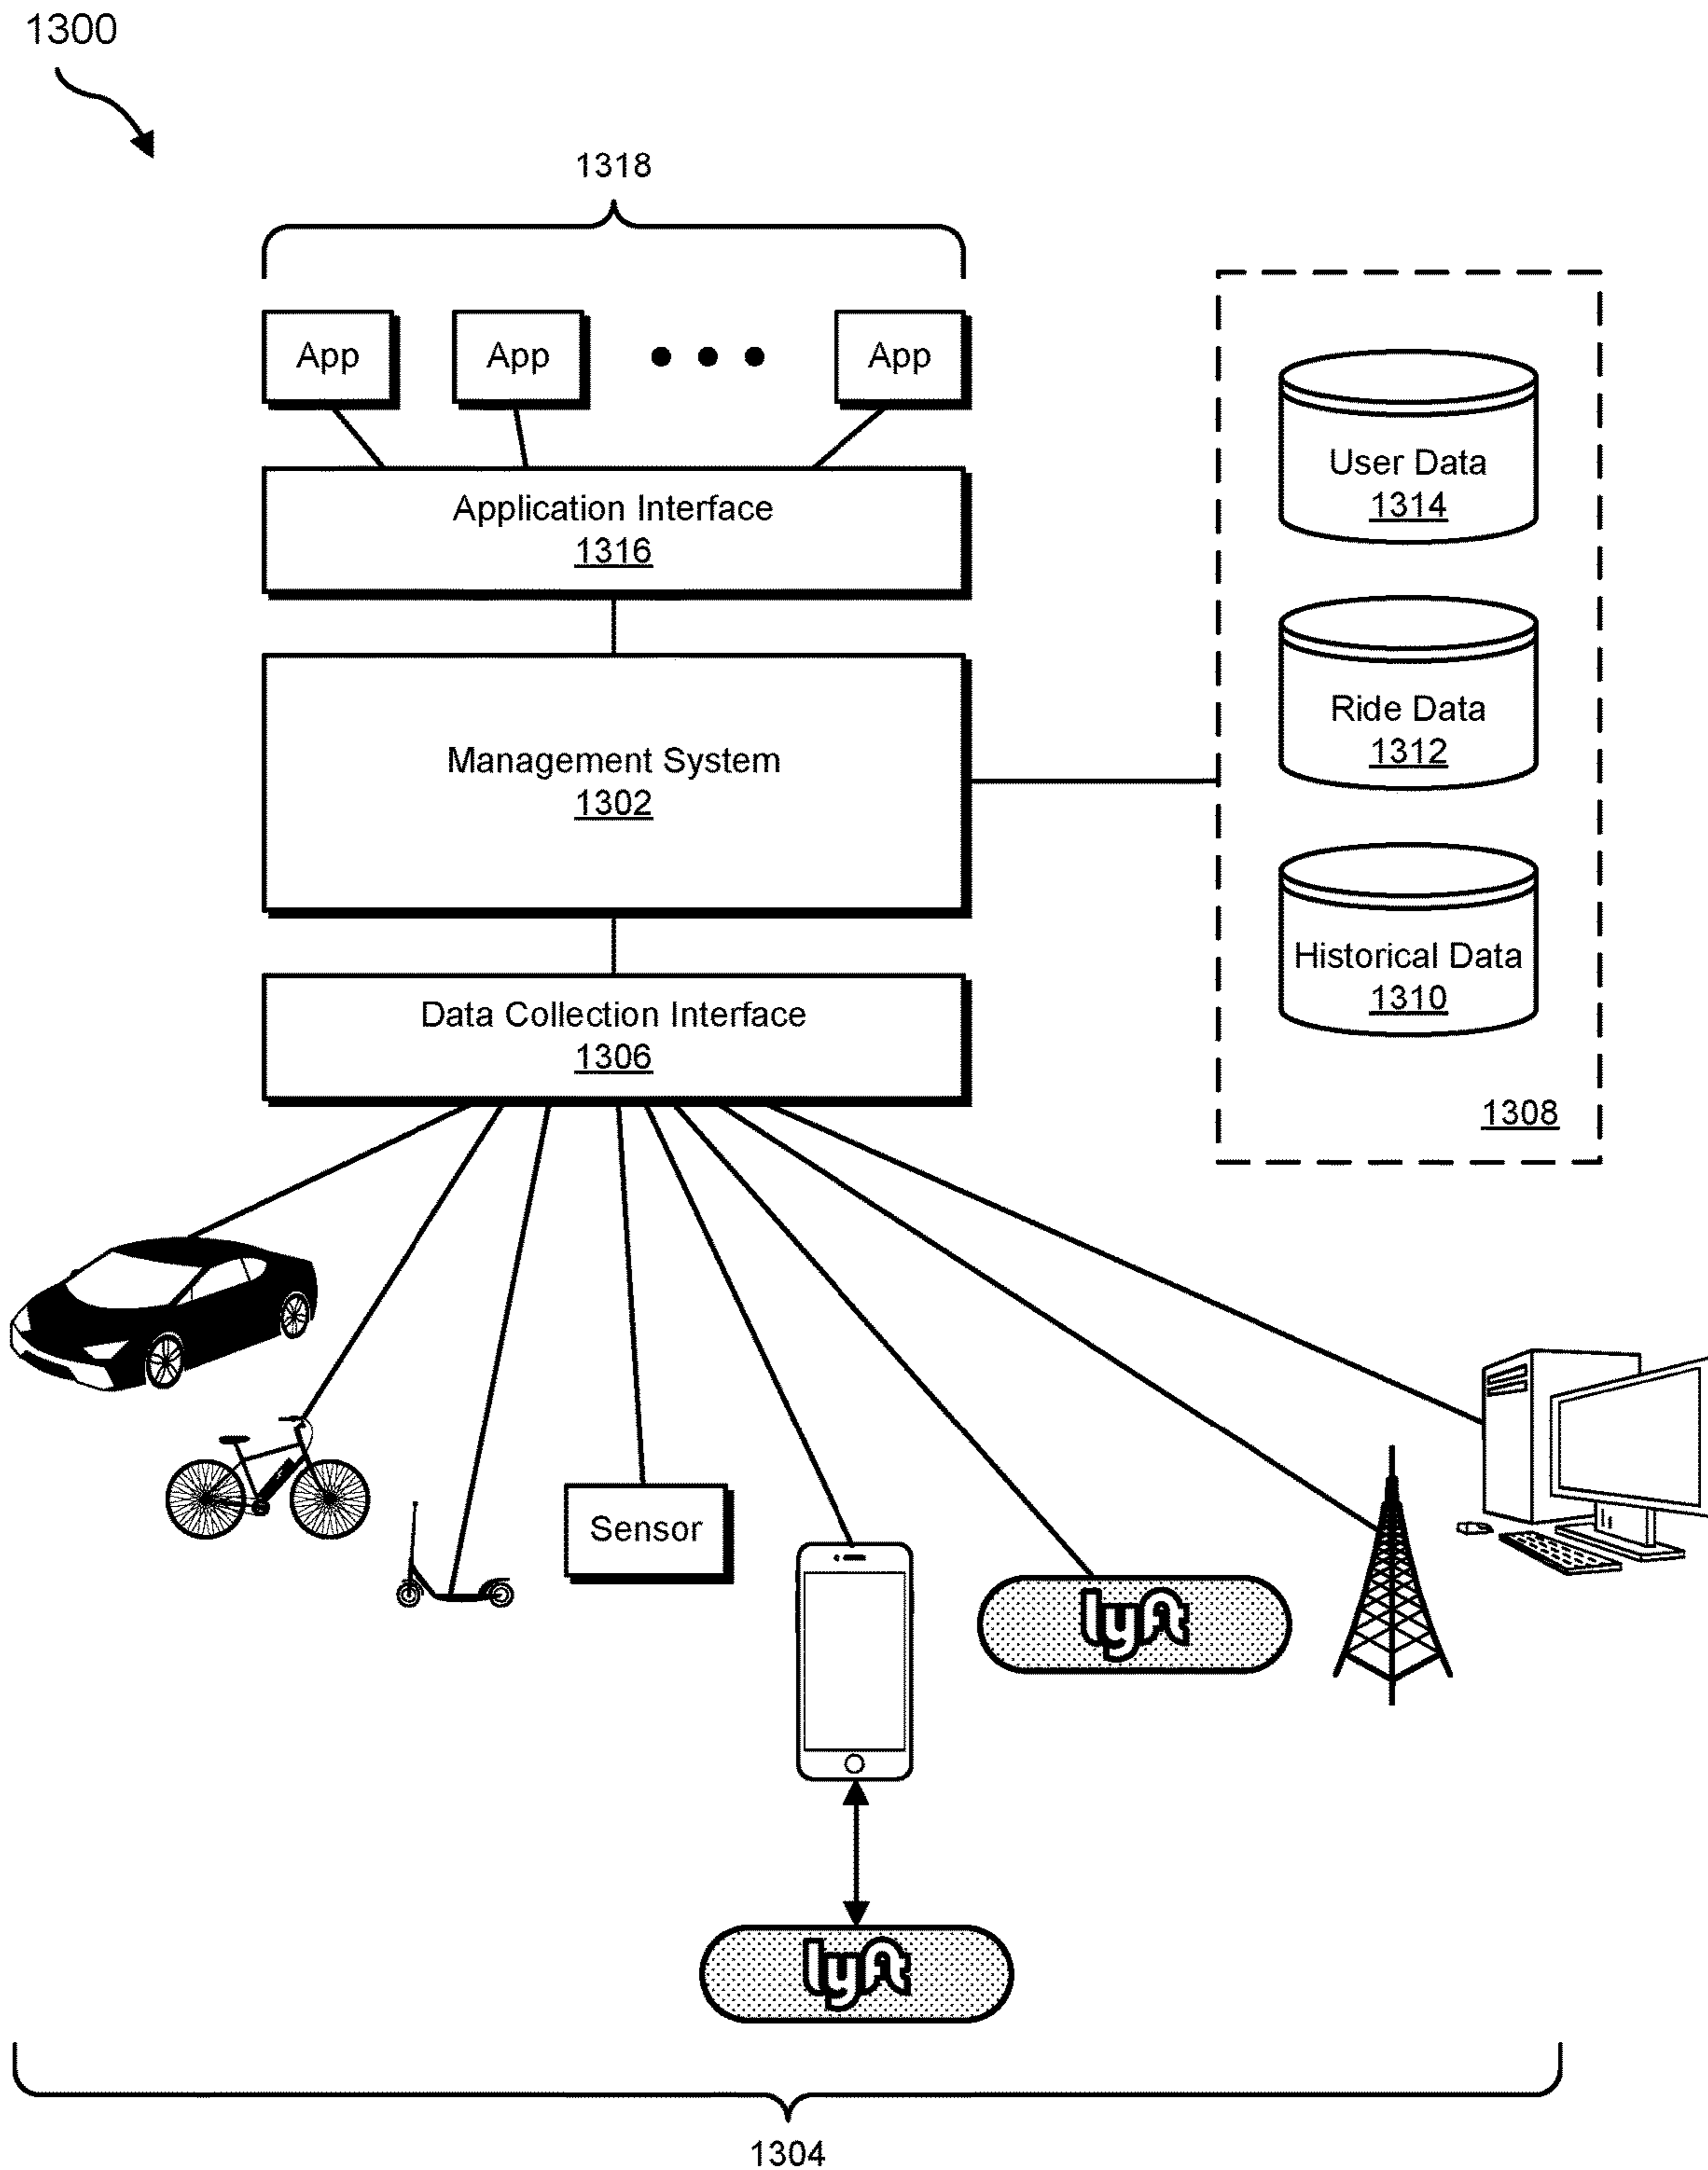 1300
1318
App
App
App
Application Interface
1316
Management System
1302
Data Collection Interface
1306
User Data
1314
Ride Data
1312
Historical Data
1310
1308
Sensor
lyft
lyft
1304